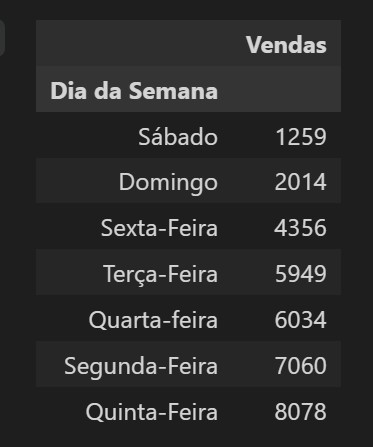 Vendas
Dia da Semana
Sábado 1259
Domingo 2014
Sexta-Feira 4356
Terça-Feira 5949
Quarta-feira 6034
Segunda-Feira 7060
Quinta-Feira 8078